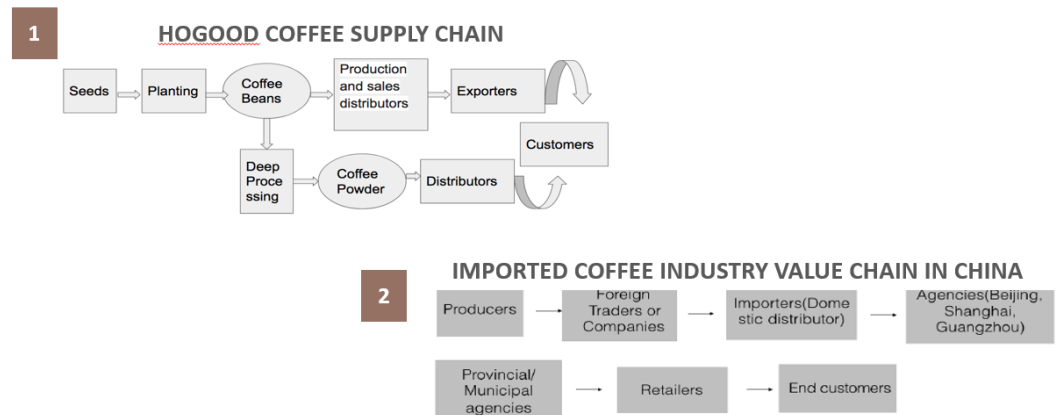 1
HOGOOD COFFEE SUPPLY CHAIN
Seeds
Planting
Coffee
Beans
Production
and sales
distributors
Exporters
Customers
Deep
Proce
ssing
Coffee
Powder
Distributors
2
IMPORTED COFFEE INDUSTRY VALUE CHAIN IN CHINA
Producers
Foreign
Traders or
Companies
Importers(Dome
stic distributor)
Agencies(Beijing,
Shanghai,
Guangzhou)
Provincial/
Municipal
agencies
Retailers
End customers